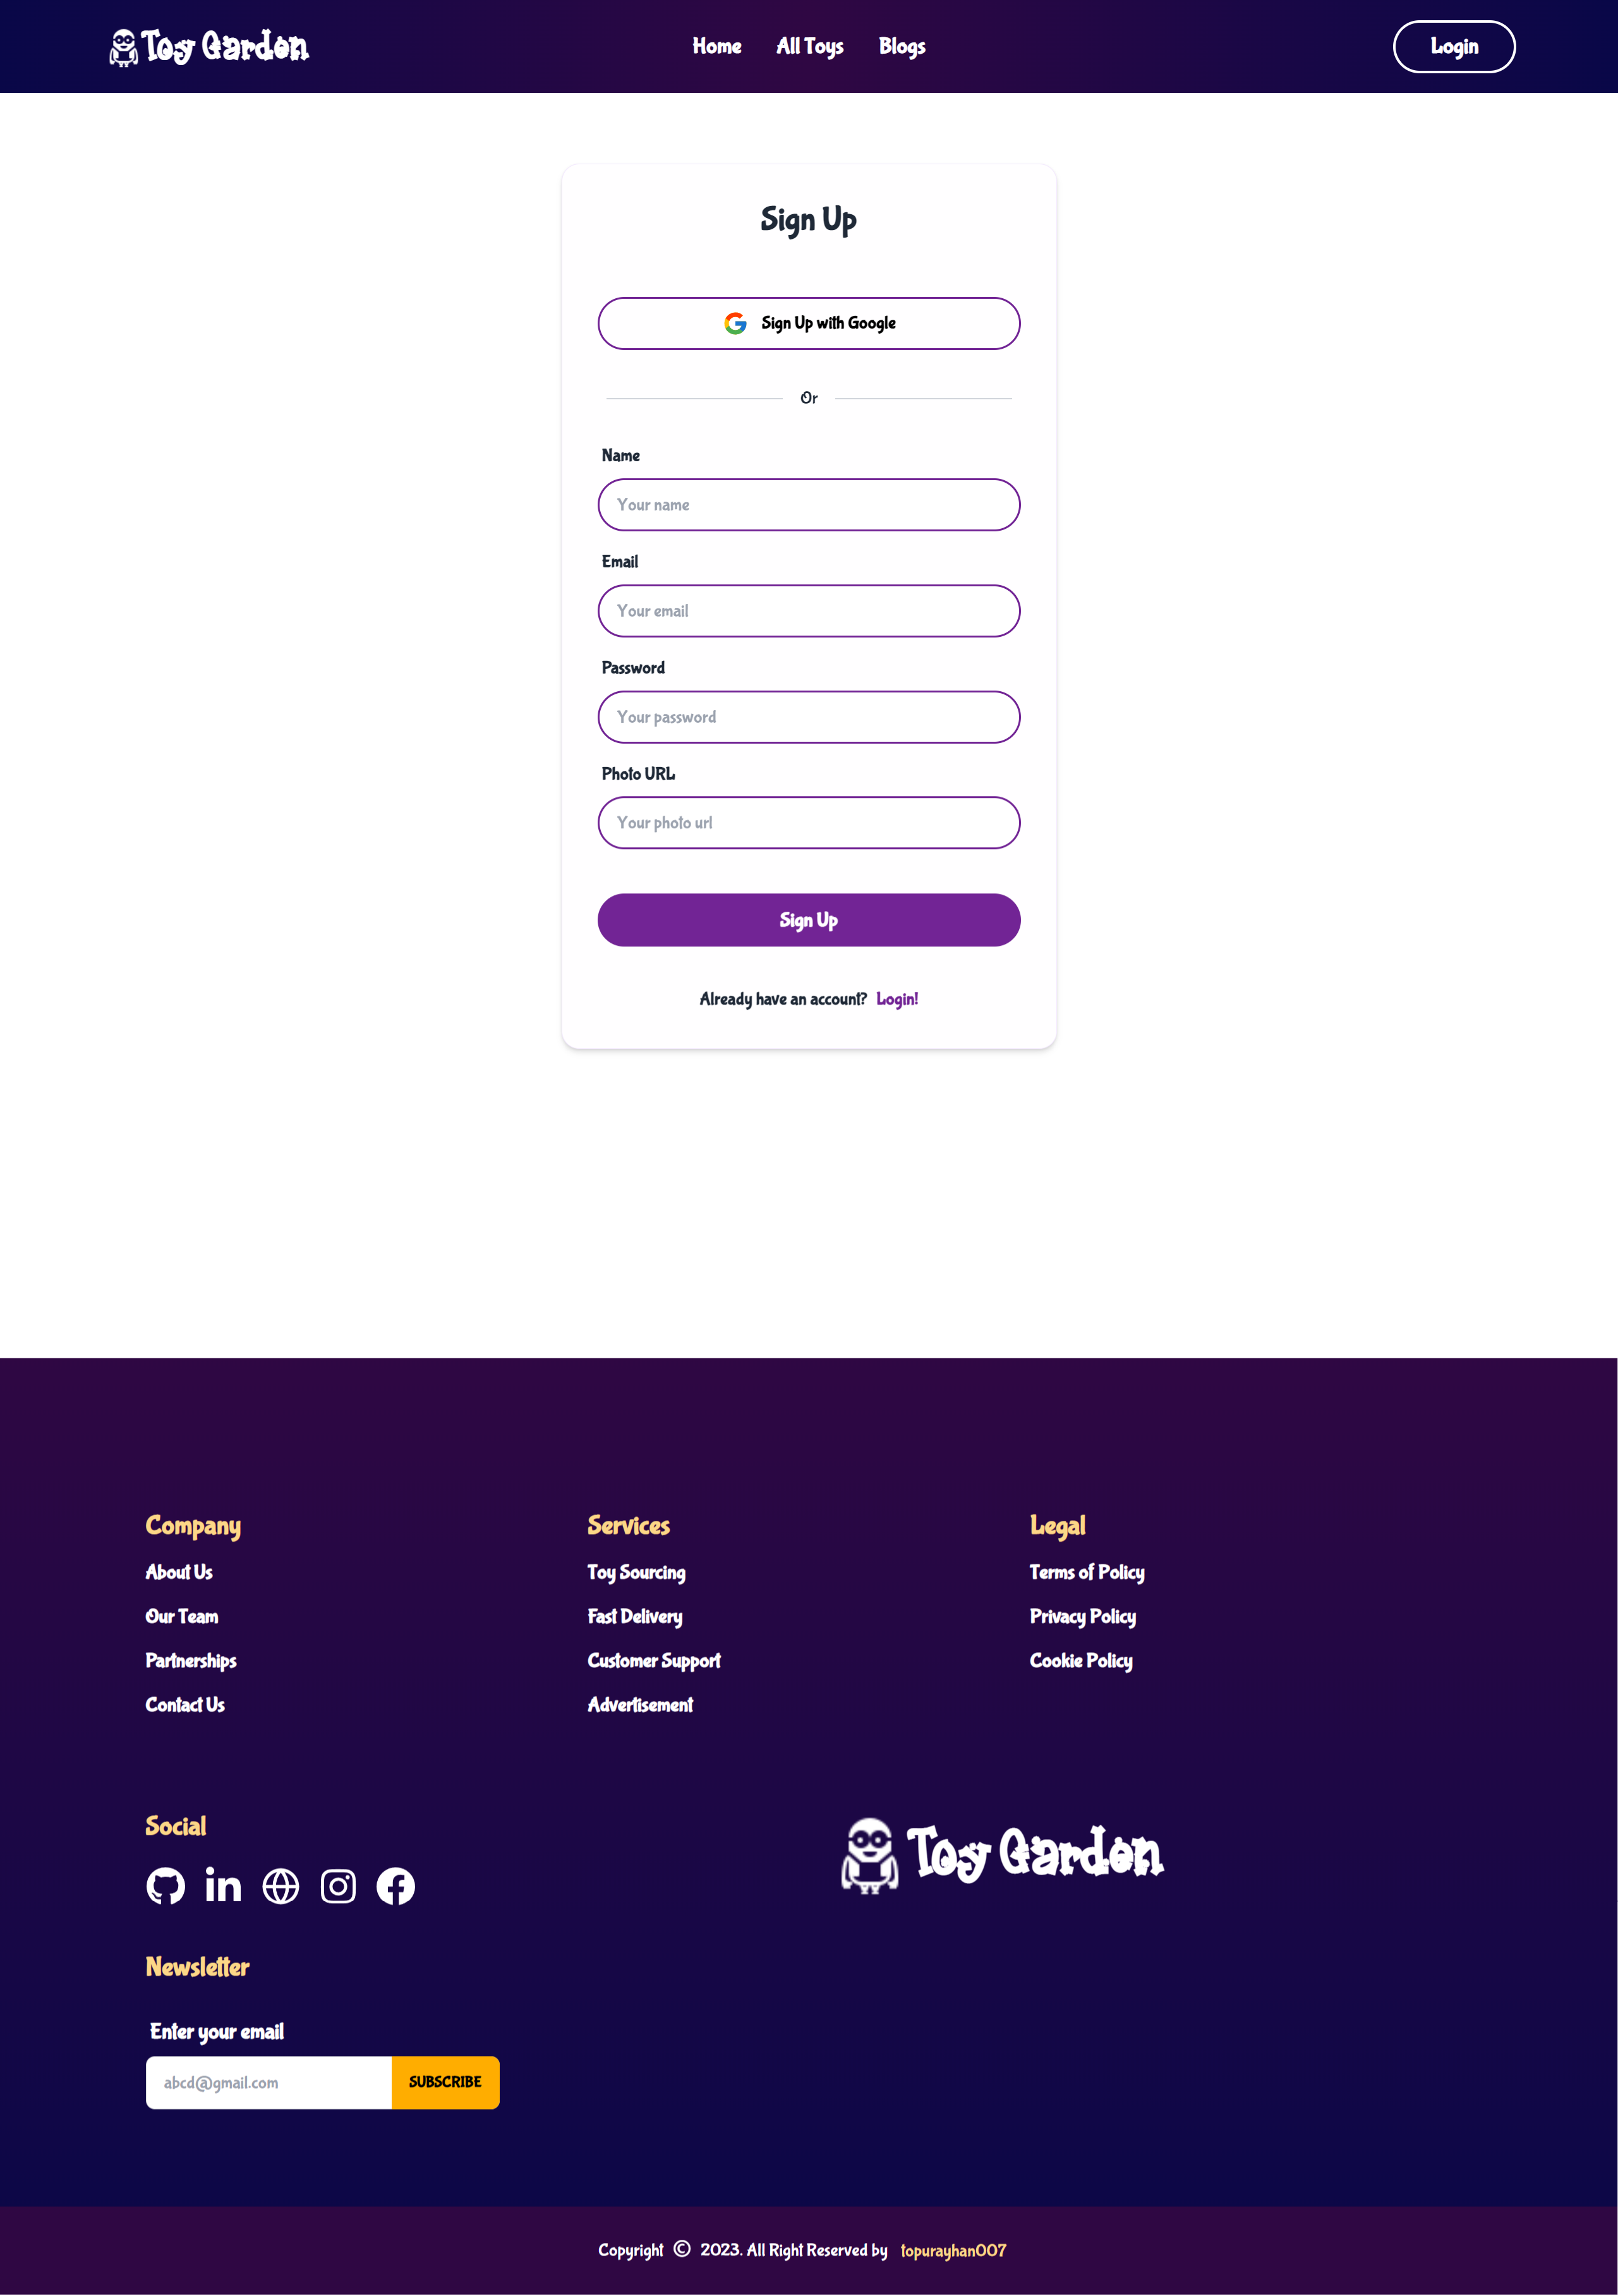 Toy Garden
Home All Toys Blogs
Login
Sign Up
Sign Up with Google
Or
Name
Your name
Email
Your email
Password
Your password
Photo URL
Your photo url
Sign Up
Already have an account? Login!
Company
About Us
Our Team
Partnerships
Contact Us
Services
Toy Sourcing
Fast Delivery
Customer Support
Advertisement
Legal
Terms of Policy
Privacy Policy
Cookie Policy
Social
Toy Garden
Newsletter
Enter your email
abcd@gmail.com
SUBSCRIBE
Copyright © 2023. All Right Reserved by topurayhan007